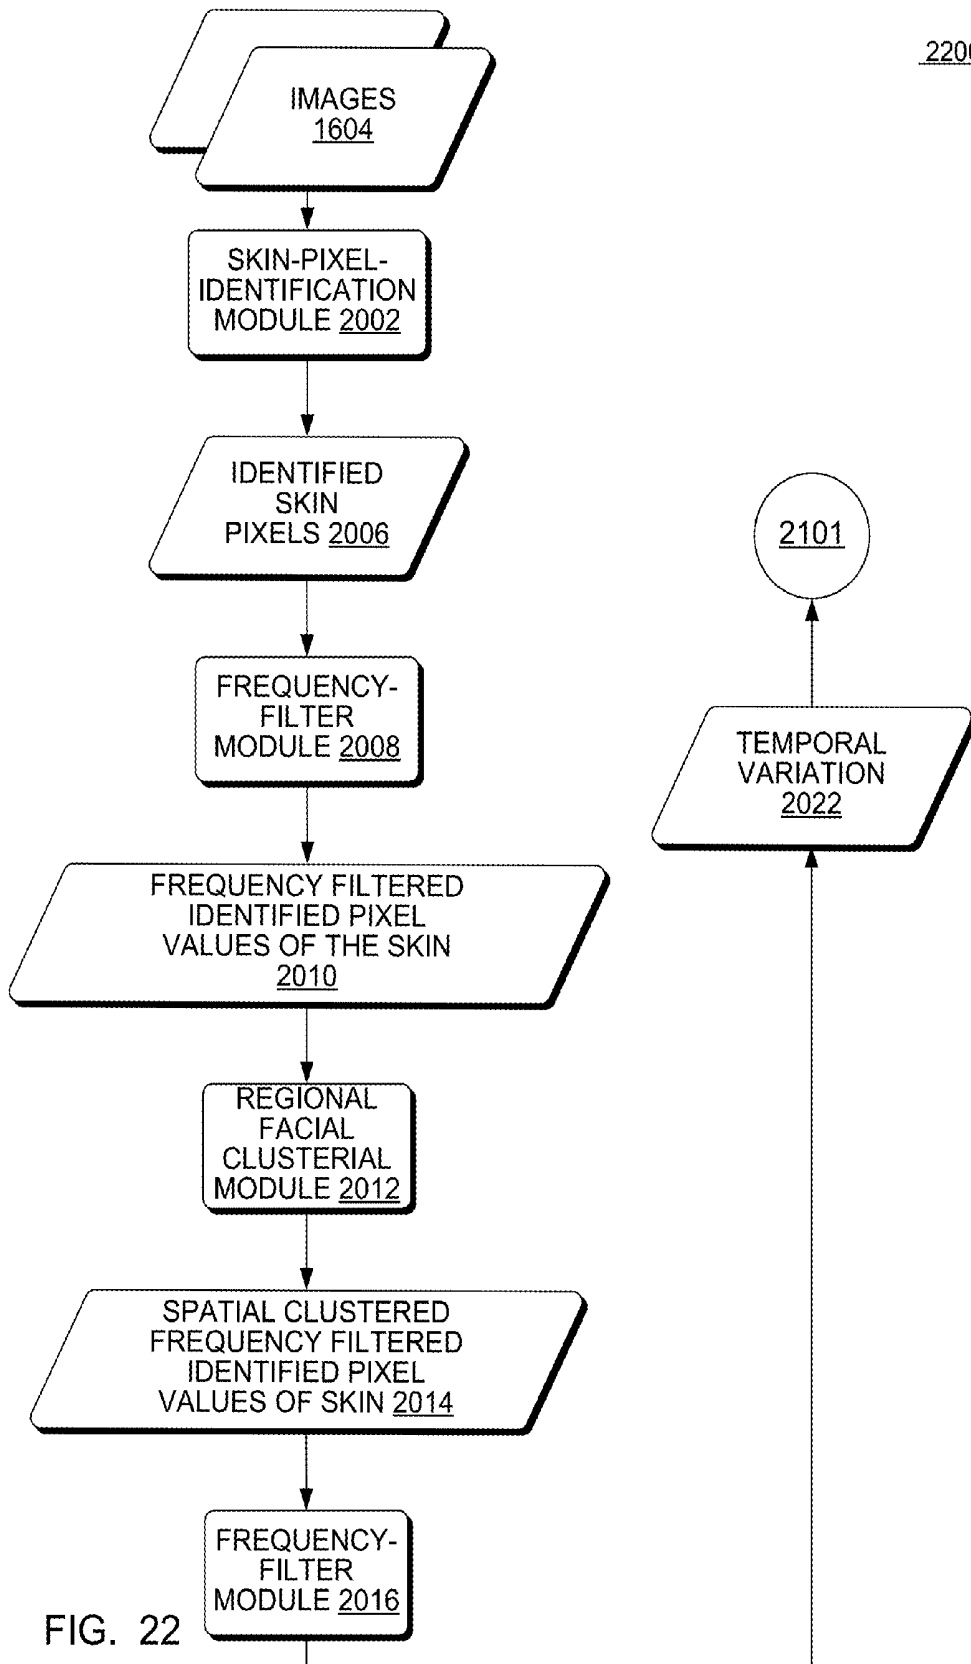 2200
IMAGES
1604
SKIN-PIXEL-
IDENTIFICATION
MODULE 2002
IDENTIFIED
SKIN
PIXELS 2006
FREQUENCY-
FILTER
MODULE 2008
FREQUENCY FILTERED
IDENTIFIED PIXEL
VALUES OF THE SKIN
2010
REGIONAL
FACIAL
CLUSTERIAL
MODULE 2012
SPATIAL CLUSTERED
FREQUENCY FILTERED
IDENTIFIED PIXEL
VALUES OF SKIN 2014
FREQUENCY-
FILTER
MODULE 2016
2101
TEMPORAL
VARIATION
2022
FIG. 22